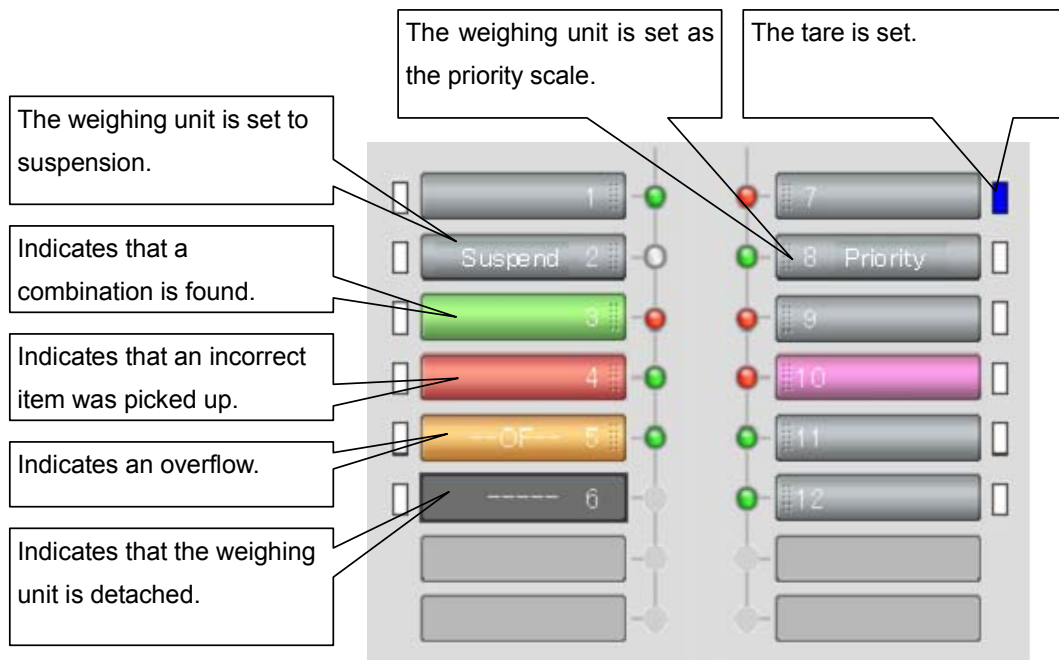 The weighing unit is set as
the priority scale.
The tare is set.
The weighing unit is set to
suspension.
Indicates that a
combination is found.
Indicates that an incorrect
item was picked up.
Indicates an overflow.
Indicates that the weighing
unit is detached.
1
Suspend 2
3
4
--OF-- 5
----- 6
7
8 Priority
9
10
11
12